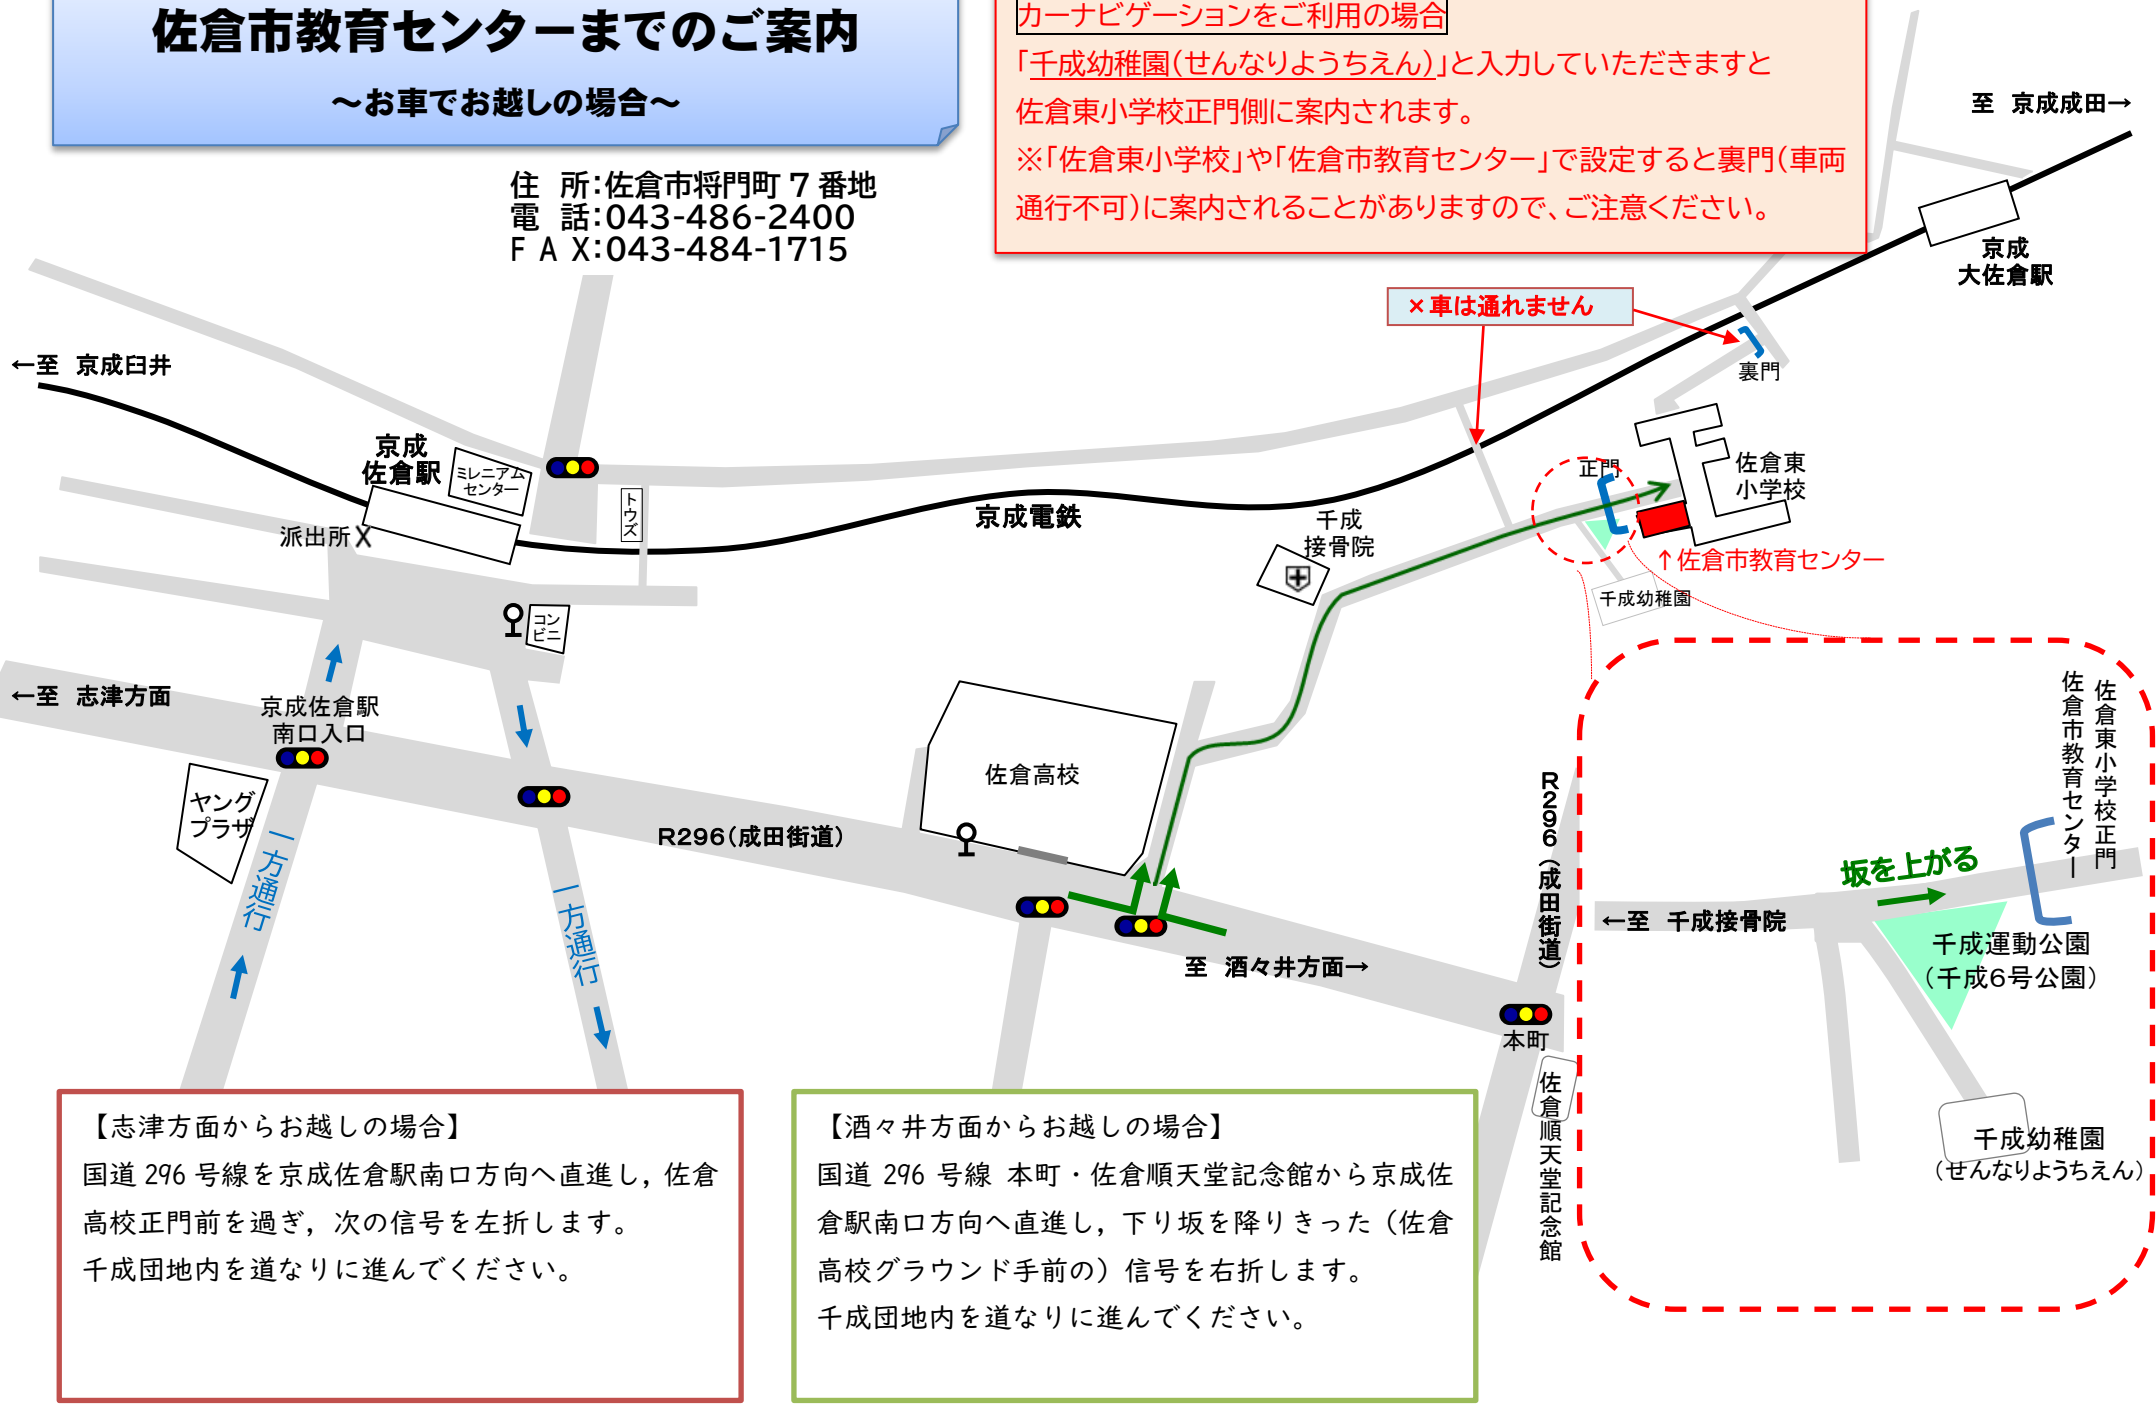 佐倉市教育センターまでのご案内
～お車でお越しの場合～
カーナビゲーションをご利用の場合
「千成幼稚園(せんなりようちえん)」と入力していただきますと
佐倉東小学校正門側に案内されます。
※「佐倉東小学校」や「佐倉市教育センター」で設定すると裏門(車両
通行不可)に案内されることがありますので、ご注意ください。
住　所:佐倉市将門町 7 番地
電　話:043-486-2400
F A X:043-484-1715
至　京成成田→
京成
大佐倉駅
×車は通れません
裏門
←至　京成臼井
京成
佐倉駅
ミレニアム
センター
トウズ
派出所X
京成電鉄
千成
接骨院
正門
佐倉東
小学校
↑佐倉市教育センター
千成幼稚園
コン
ビニ
←至　志津方面
京成佐倉駅
南口入口
ヤング
プラザ
一方通行
一方通行
R296(成田街道)
佐倉高校
至　酒々井方面→
R296(成田街道)
本町
佐倉順天堂記念館
佐倉東小学校正門
佐倉市教育センター
坂を上がる
←至　千成接骨院
千成運動公園
(千成6号公園)
千成幼稚園
(せんなりようちえん)
【志津方面からお越しの場合】
国道 296 号線を京成佐倉駅南口方向へ直進し，佐倉
高校正門前を過ぎ，次の信号を左折します。
千成団地内を道なりに進んでください。
【酒々井方面からお越しの場合】
国道 296 号線 本町・佐倉順天堂記念館から京成佐
倉駅南口方向へ直進し，下り坂を降りきった（佐倉
高校グラウンド手前の）信号を右折します。
千成団地内を道なりに進んでください。